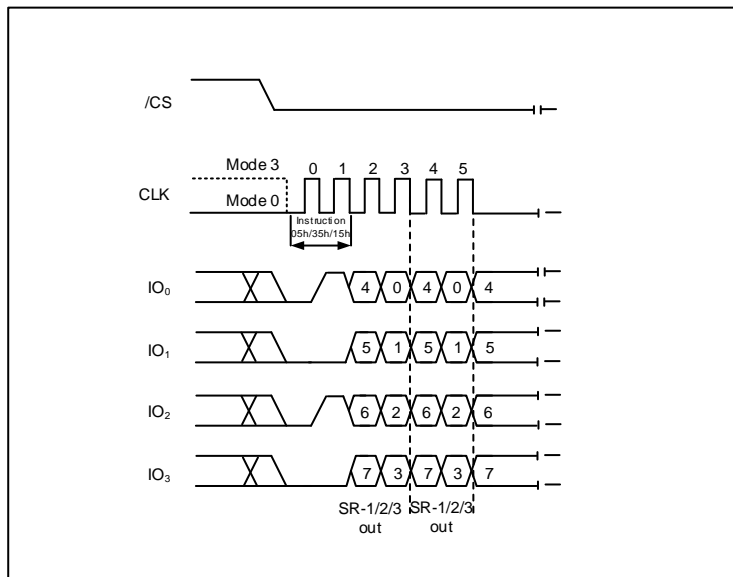 /CS
Mode 3
0 1 2 3 4 5
CLK
Mode 0
Instruction
05h/35h/15h
IO₀ 4 0 4 0 4
IO₁ 5 1 5 1 5
IO₂ 6 2 6 2 6
IO₃ 7 3 7 3 7
SR-1/2/3 SR-1/2/3
out out